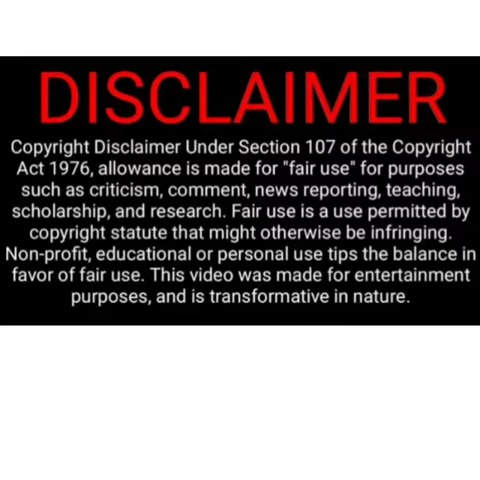 DISCLAIMER
Copyright Disclaimer Under Section 107 of the Copyright
Act 1976, allowance is made for "fair use" for purposes
such as criticism, comment, news reporting, teaching,
scholarship, and research. Fair use is a use permitted by
copyright statute that might otherwise be infringing.
Non-profit, educational or personal use tips the balance in
favor of fair use. This video was made for entertainment
purposes, and is transformative in nature.